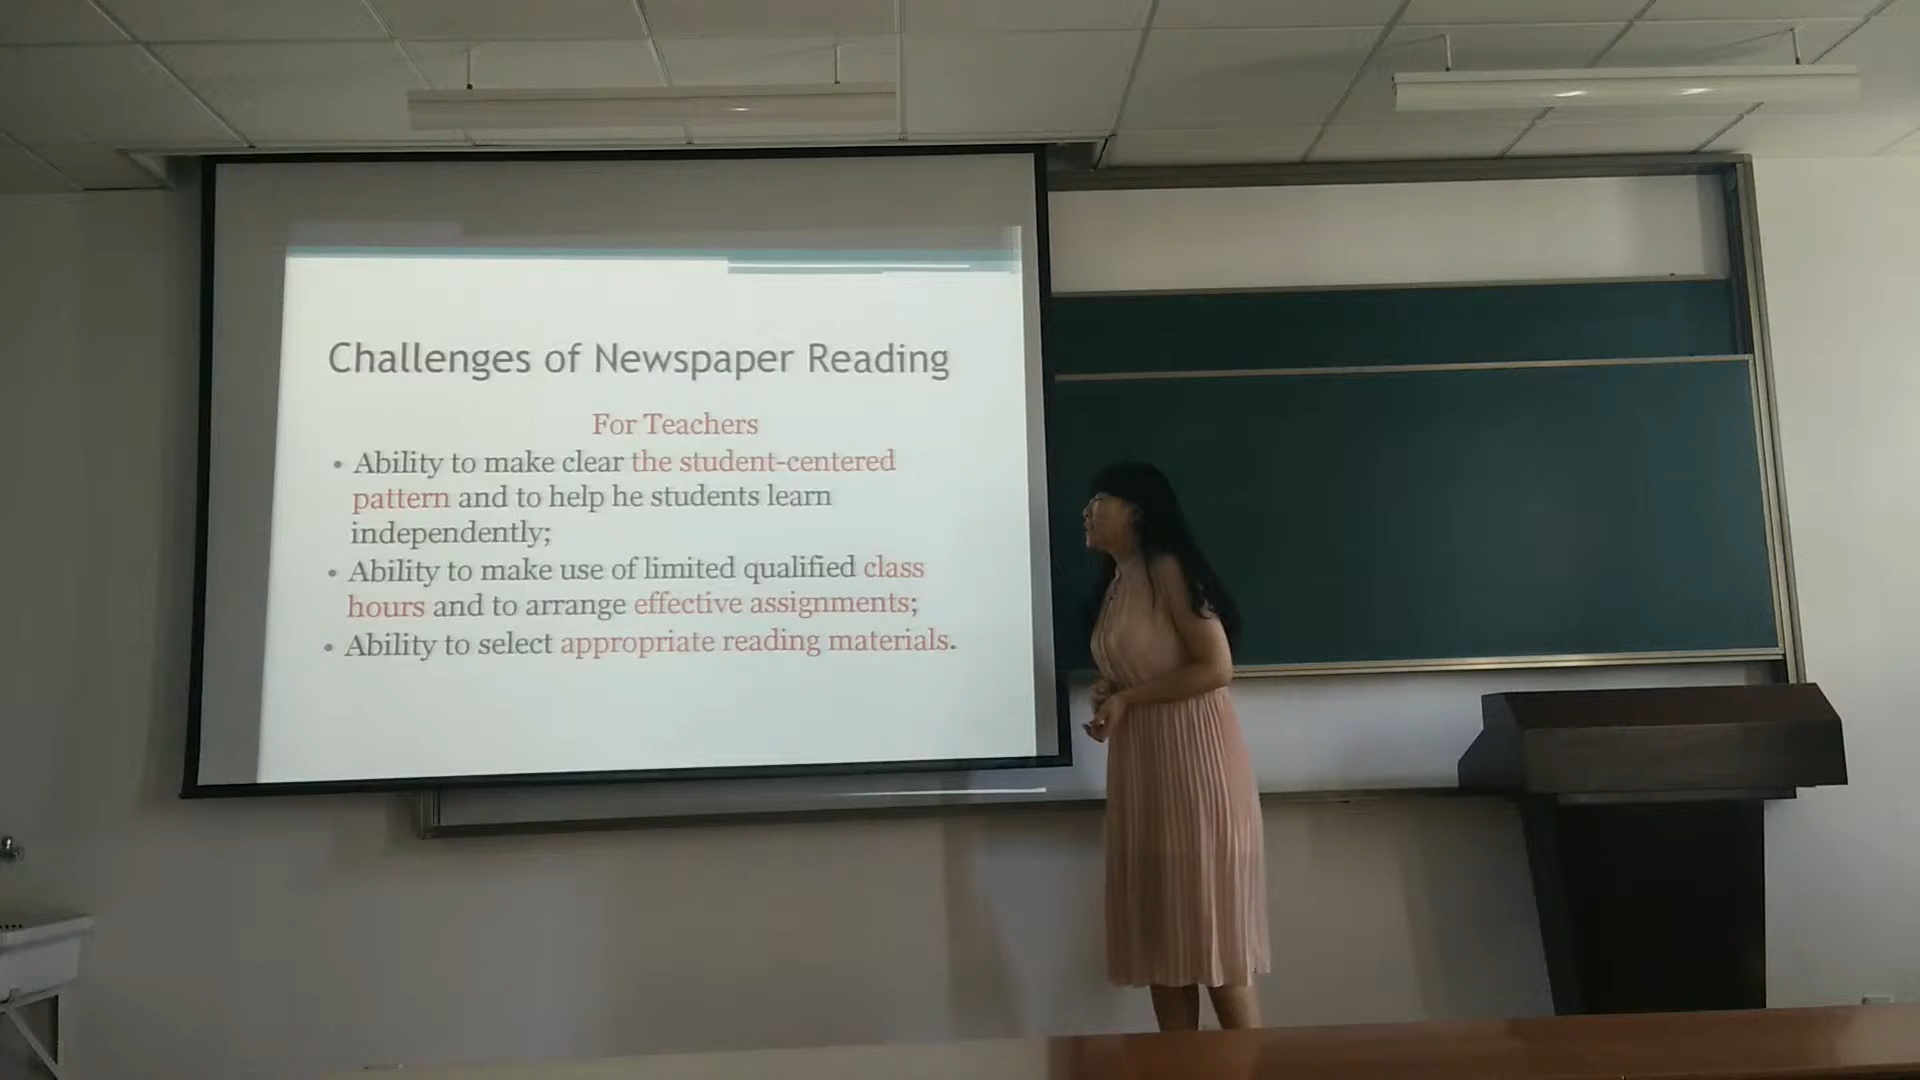 Challenges of Newspaper Reading
For Teachers
• Ability to make clear the student-centered
pattern and to help he students learn
independently;
• Ability to make use of limited qualified class
hours and to arrange effective assignments;
• Ability to select appropriate reading materials.